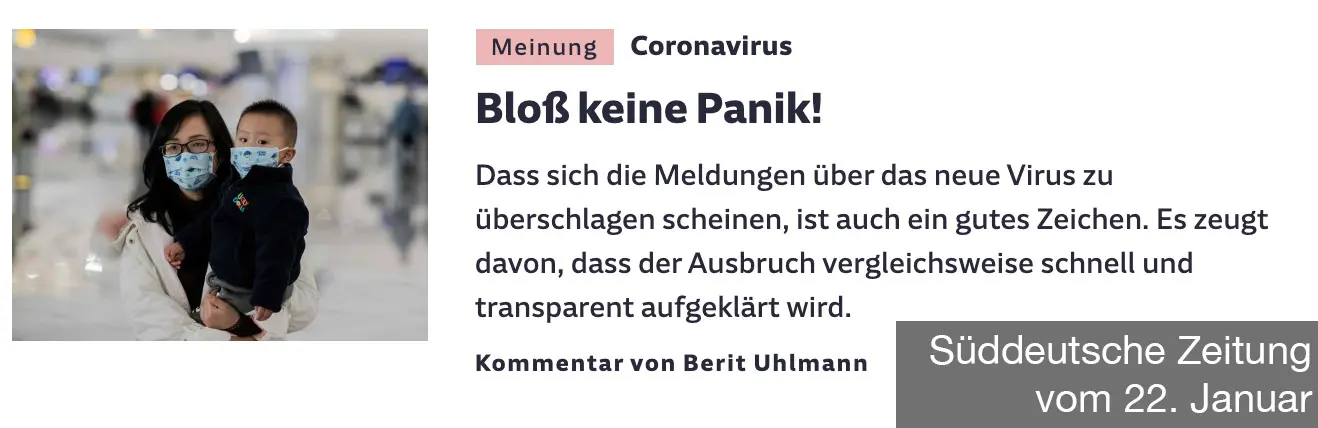 Meinung Coronavirus
Bloß keine Panik!
Dass sich die Meldungen über das neue Virus zu
überschlagen scheinen, ist auch ein gutes Zeichen. Es zeugt
davon, dass der Ausbruch vergleichsweise schnell und
transparent aufgeklärt wird.
Kommentar von Berit Uhlmann
Süddeutsche Zeitung
vom 22. Januar